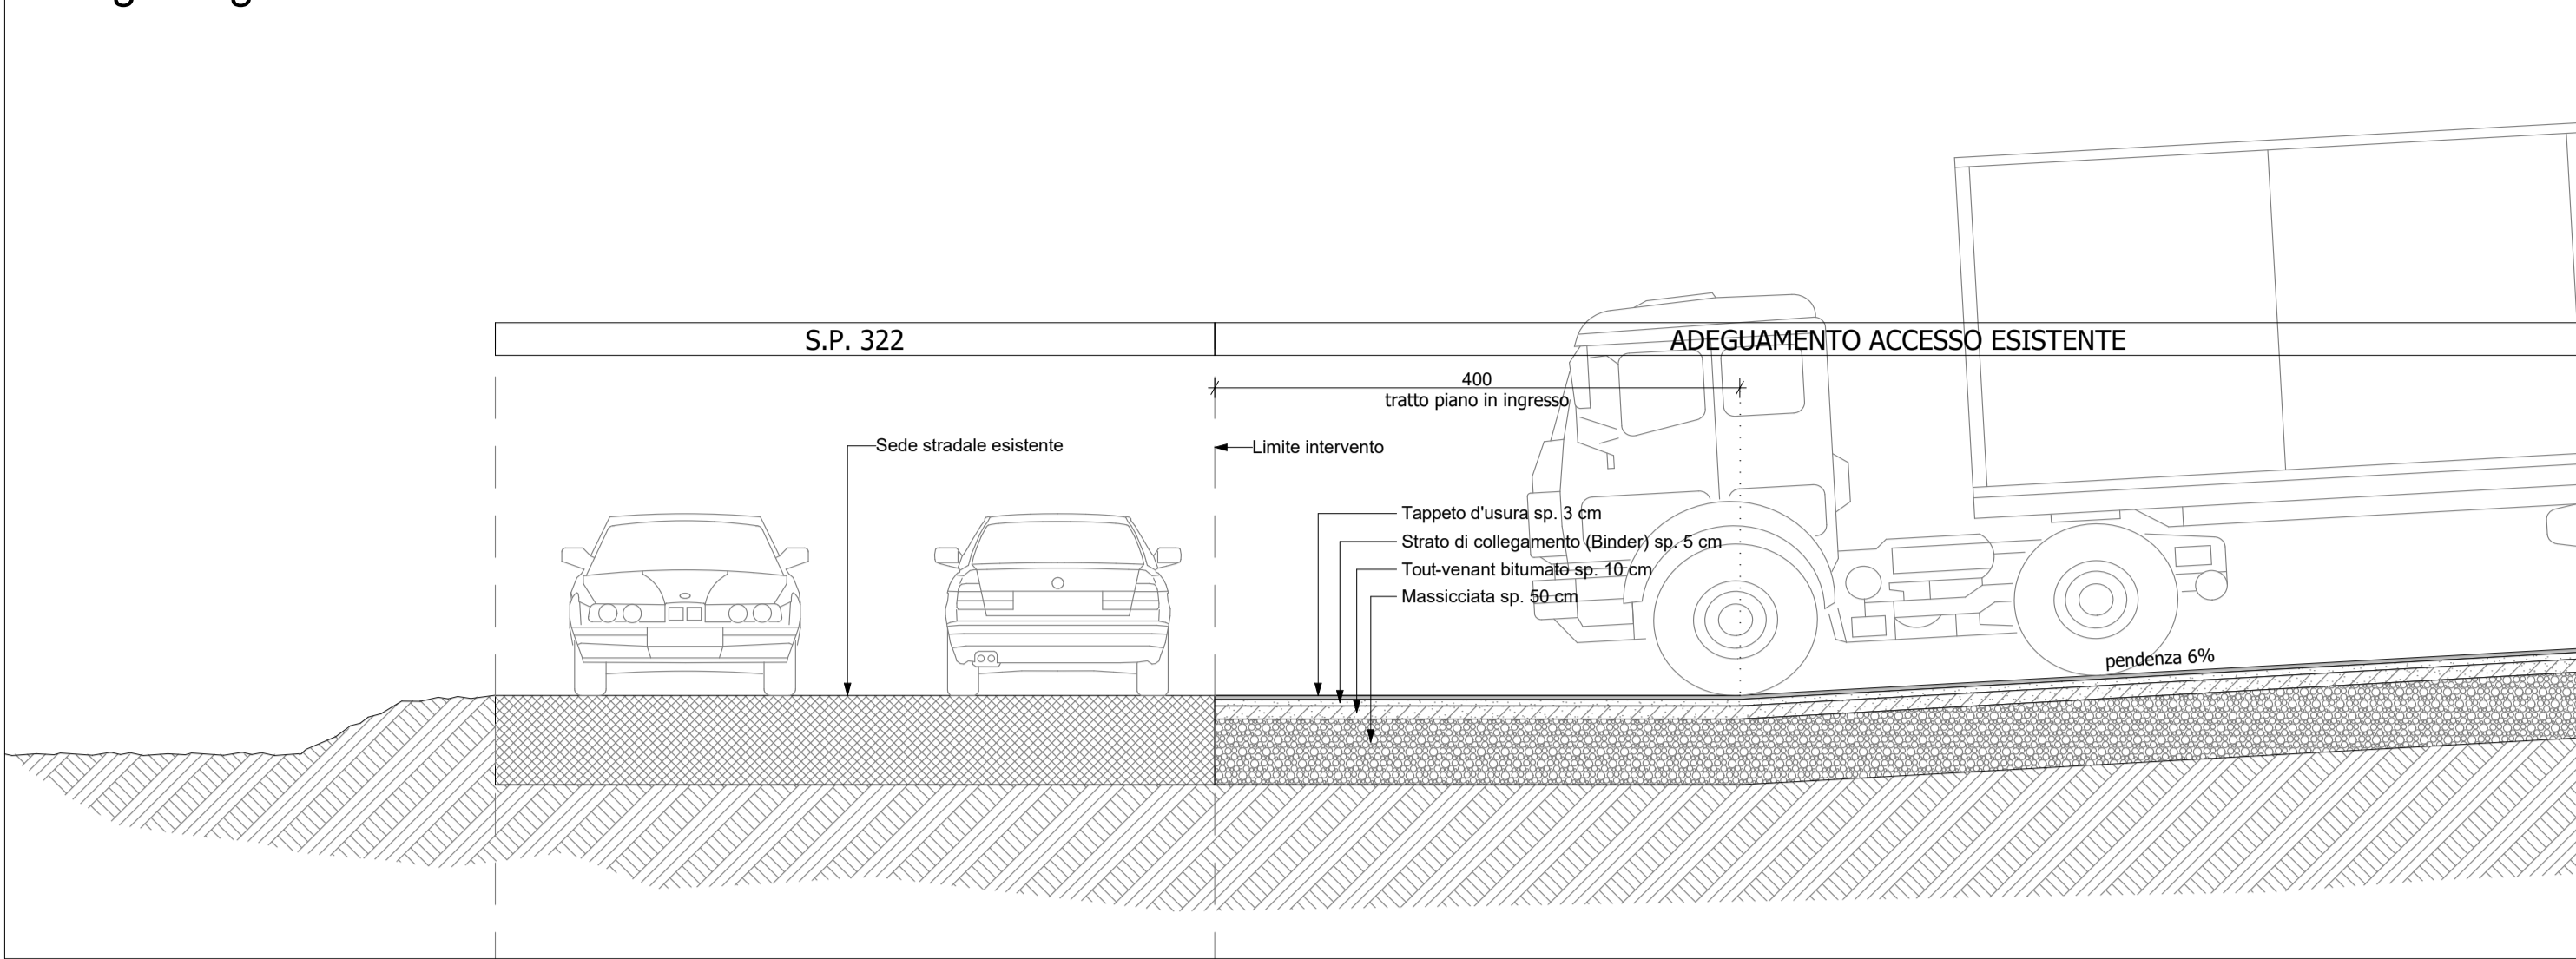 S.P. 322
ADEGUAMENTO ACCESSO ESISTENTE
400
tratto piano in ingresso
Sede stradale esistente
Limite intervento
Tappeto d'usura sp. 3 cm
Strato di collegamento (Binder) sp. 5 cm
Tout-venant bitumato sp. 10 cm
Massicciata sp. 50 cm
pendenza 6%